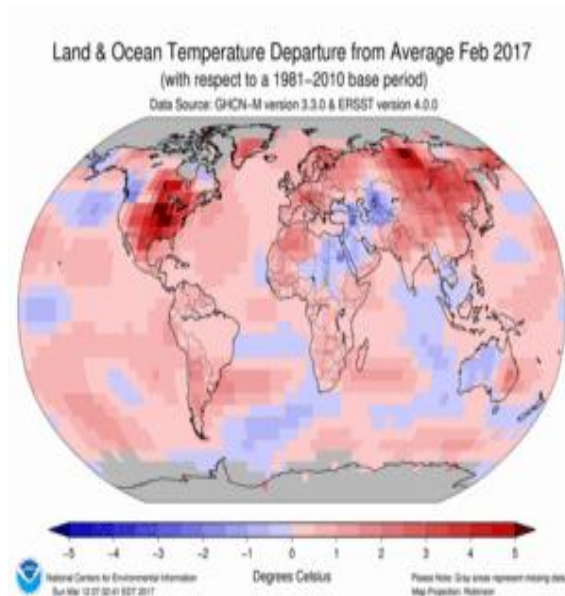 Land & Ocean Temperature Departure from Average Feb 2017
(with respect to a 1981–2010 base period)
Data Source: GHCN–M version 3.3.0 & ERSST version 4.0.0
-5 -4 -3 -2 -1 0 1 2 3 4 5
National Centers for Environmental Information
Degrees Celsius
Please Note: Gray areas represent missing data
Map Projection: Robinson